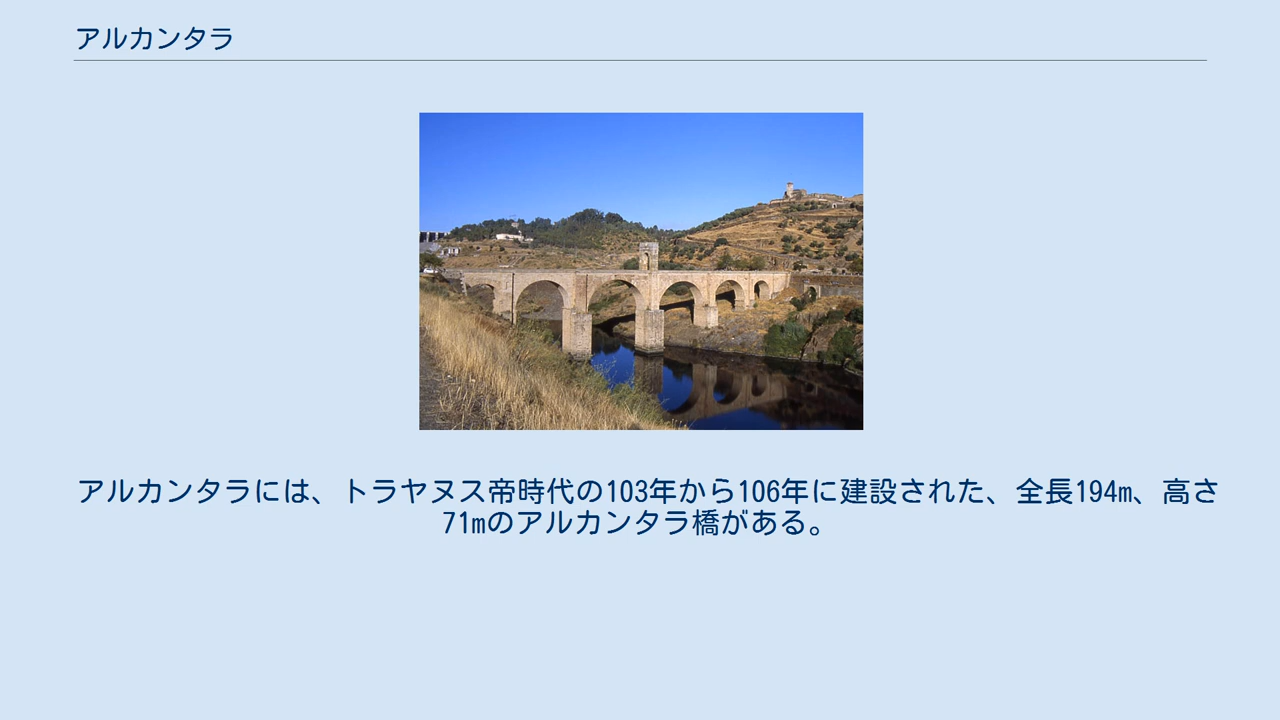 アルカンタラ
アルカンタラには、トラヤヌス帝時代の103年から106年に建設された、全長194m、高さ
71mのアルカンタラ橋がある。